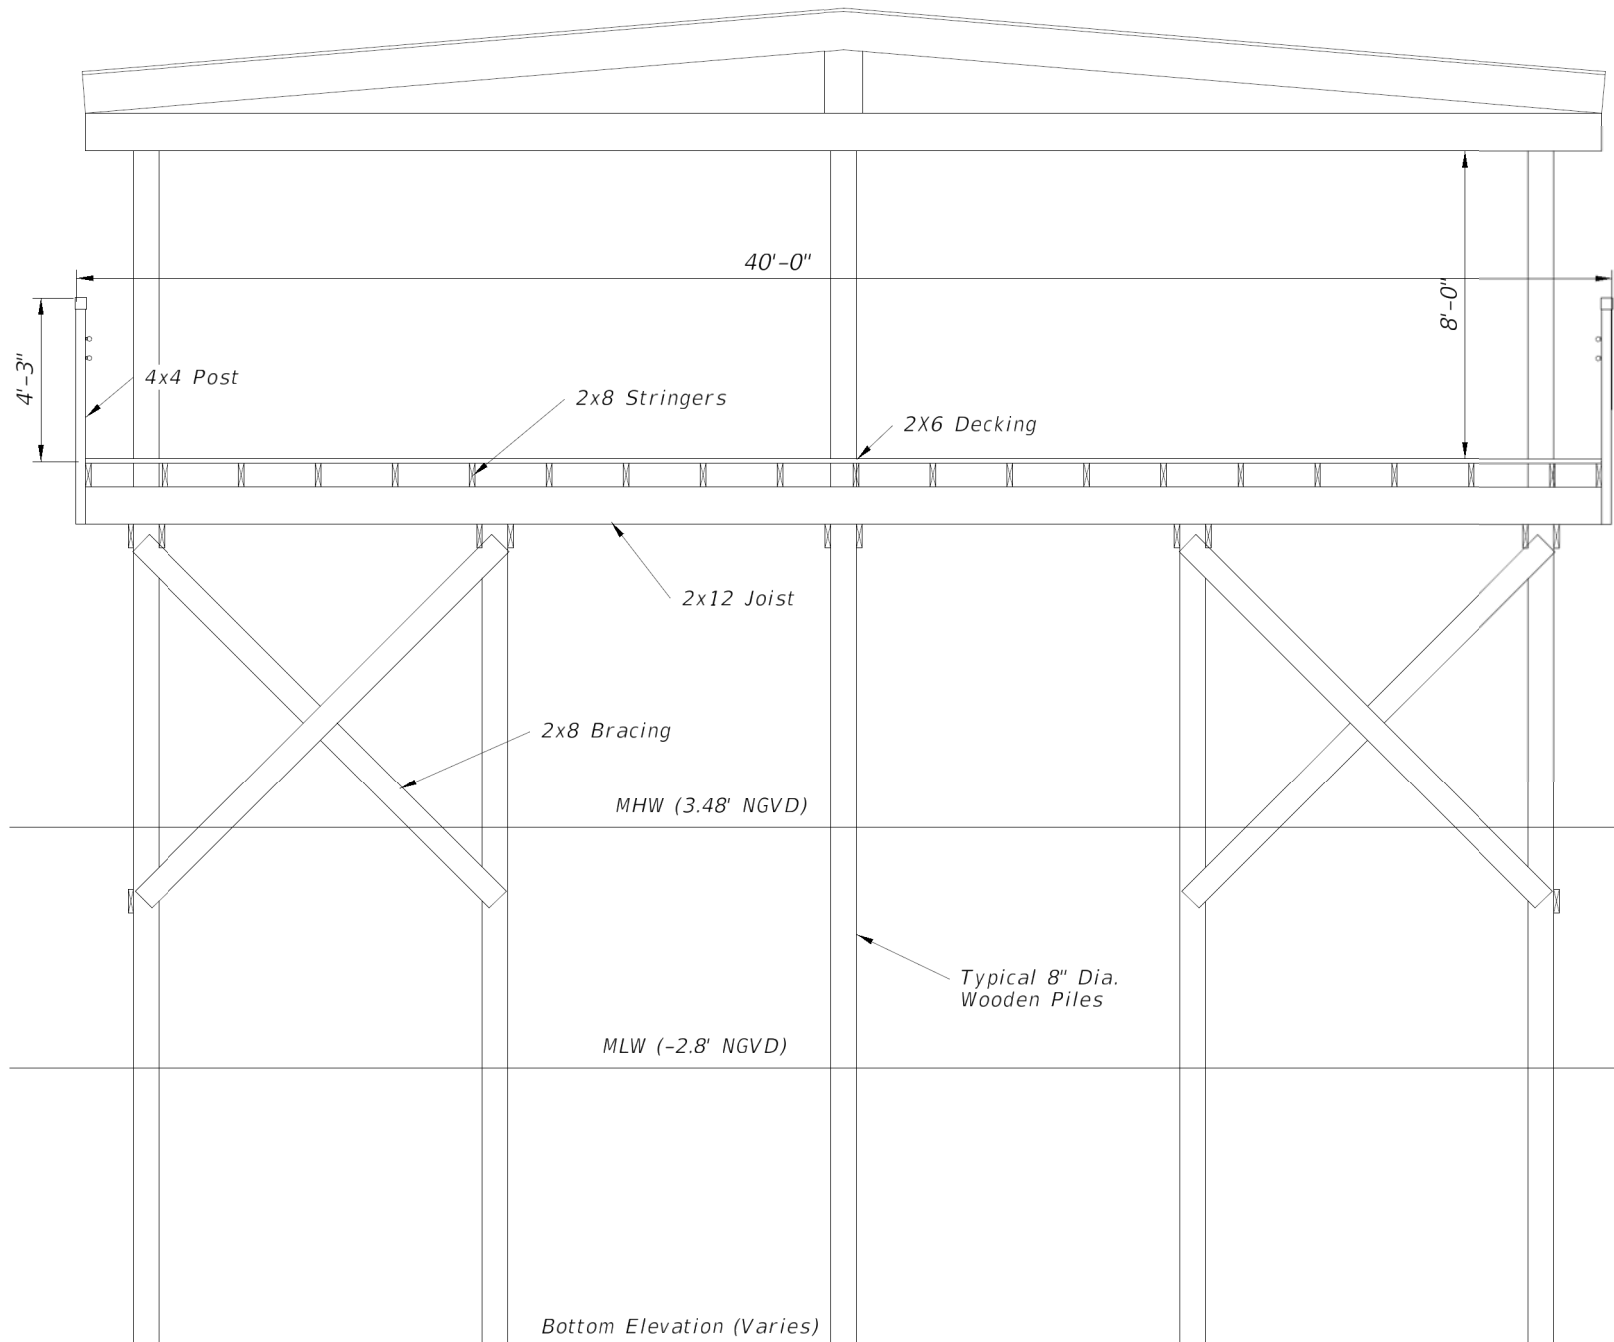 40'-0"
8'-0"
4'-3"
4x4 Post
2x8 Stringers
2X6 Decking
2x12 Joist
2x8 Bracing
MHW (3.48' NGVD)
Typical 8" Dia.
Wooden Piles
MLW (-2.8' NGVD)
Bottom Elevation (Varies)